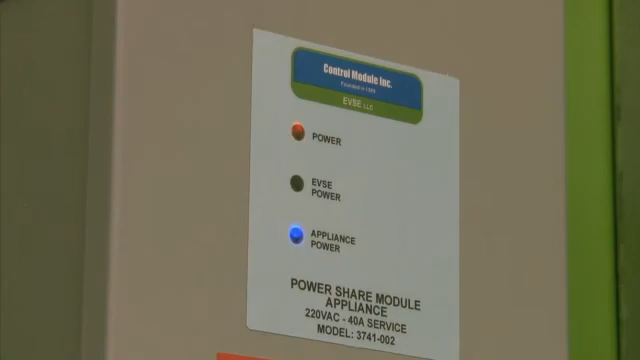 Control Module Inc.
Founded in 1969
EVSE LLC
POWER
EVSE
POWER
APPLIANCE
POWER
POWER SHARE MODULE
APPLIANCE
220VAC - 40A SERVICE
MODEL: 3741-002